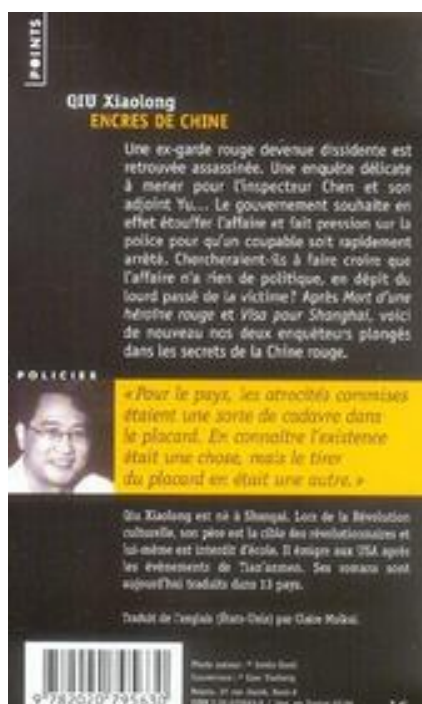 POINTS
QIU Xiaolong
ENCRES DE CHINE
Une ex-garde rouge devenue dissidente est
retrouvée assassinée. Une enquête délicate
à mener pour l'inspecteur Chen et son
adjoint Yu... Le gouvernement souhaite en
effet étouffer l'affaire et fait pression sur la
police pour qu'un coupable soit rapidement
arrêté. Chercheraient-ils à faire croire que
l'affaire n'a rien de politique, en dépit du
lourd passé de la victime? Après Mort d'une
héroïne rouge et Visa pour Shanghai, voici
de nouveau nos deux enquêteurs plongés
dans les secrets de la Chine rouge.
POLICIER
«Pour le pays, les atrocités commises
étaient une sorte de cadavre dans
le placard. En connaître l'existence
était une chose, mais le tirer
du placard en était une autre.»
Qiu Xiaolong est né à Shangai. Lors de la Révolution
culturelle, son père est la cible des révolutionnaires et
lui-même est interdit d'école. Il émigre aux USA après
les événements de Tian'anmen. Ses romans sont
aujourd'hui traduits dans 13 pays.
Traduit de l'anglais (États-Unis) par Claire
9 782020 795630